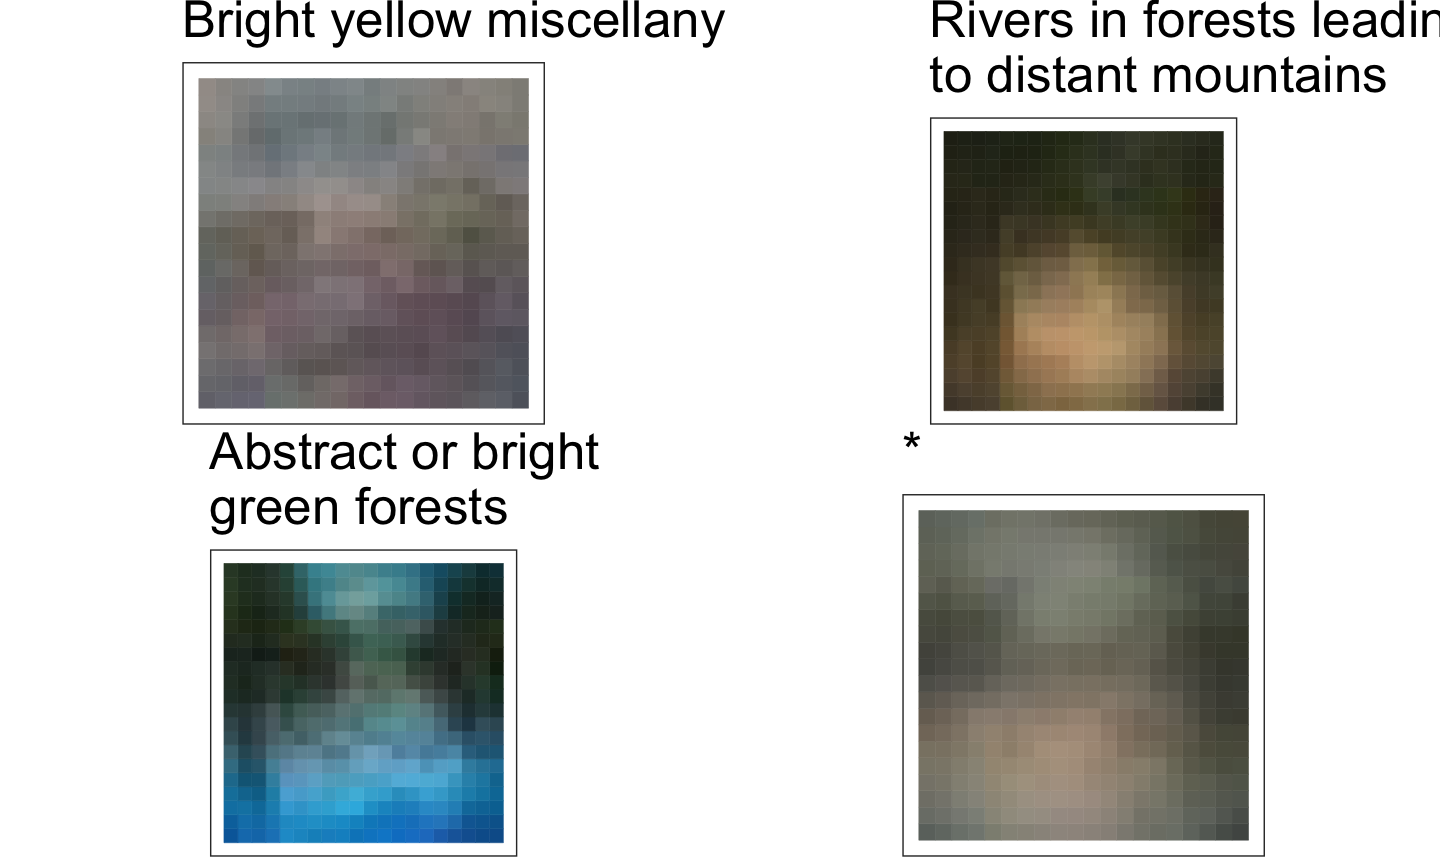 Bright yellow miscellany
Rivers in forests leadin
to distant mountains
Abstract or bright
green forests
*